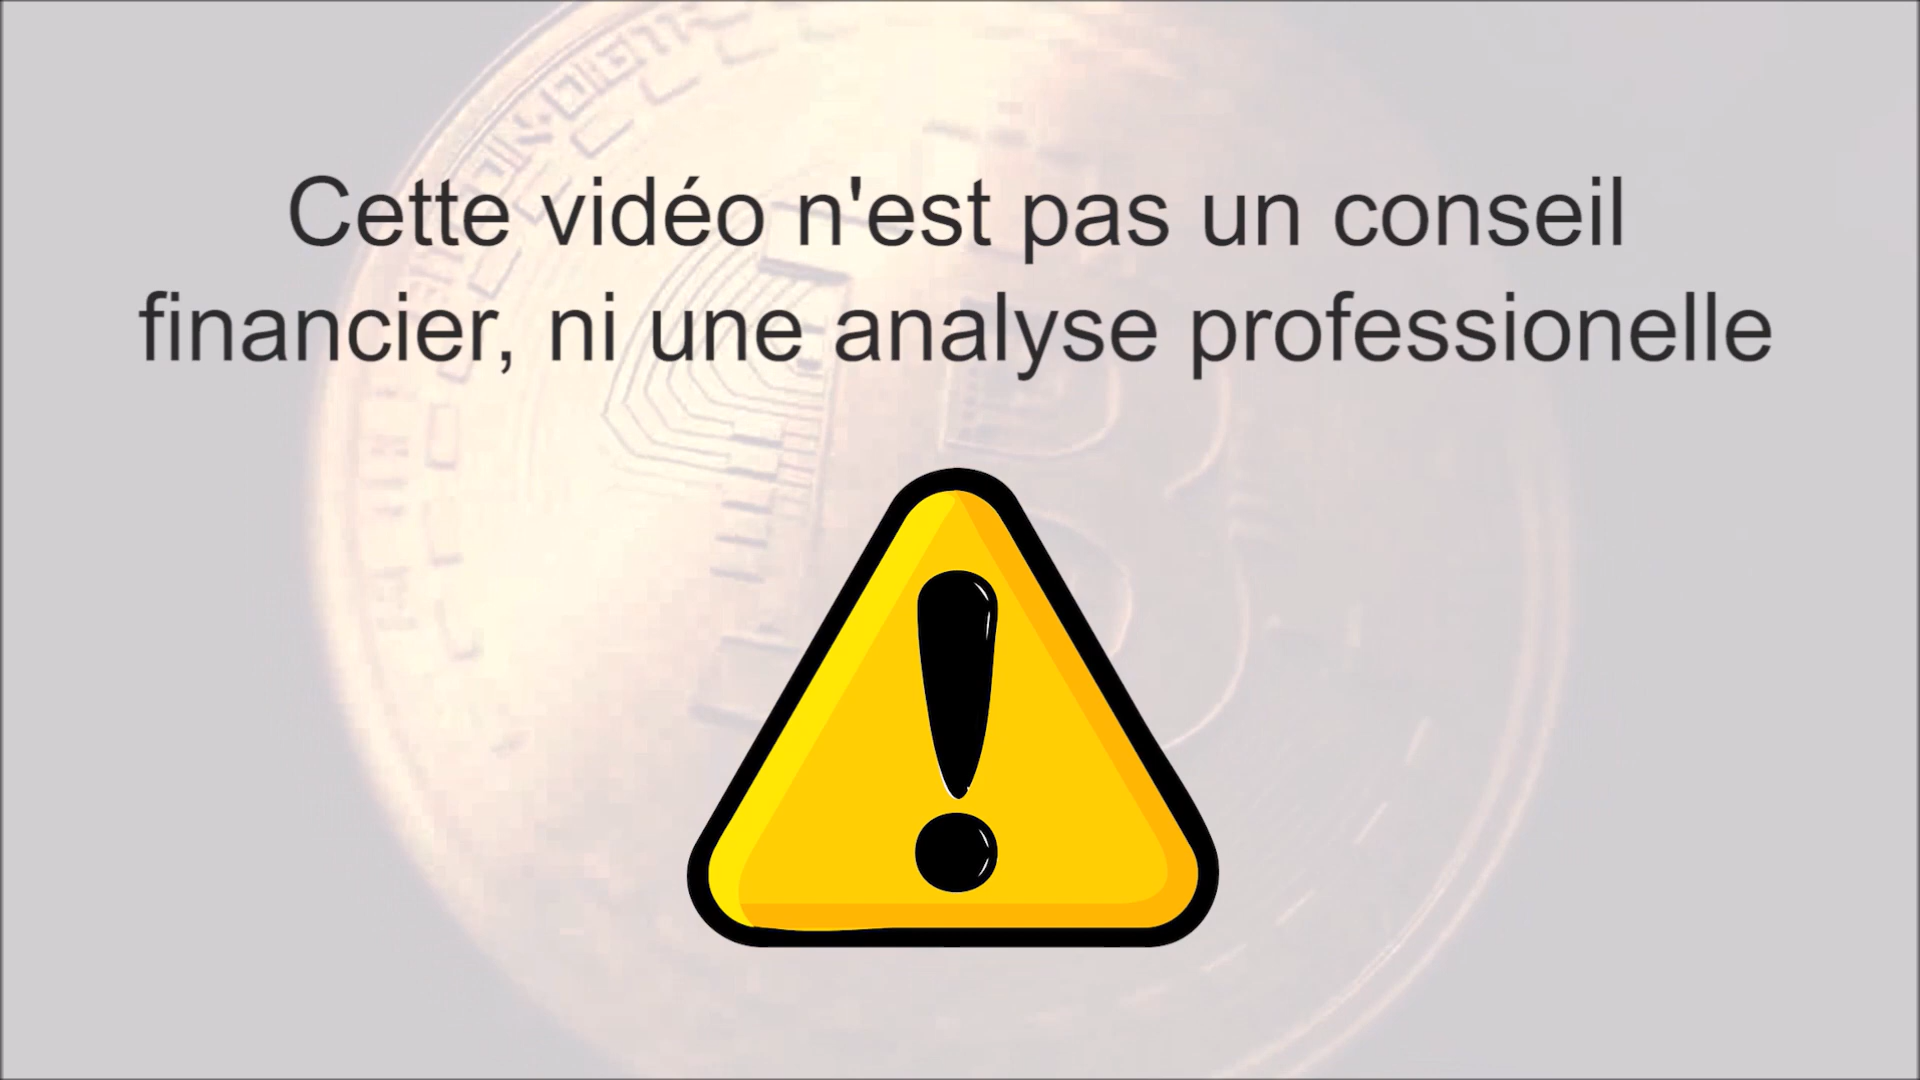 Cette vidéo n'est pas un conseil
financier, ni une analyse professionelle